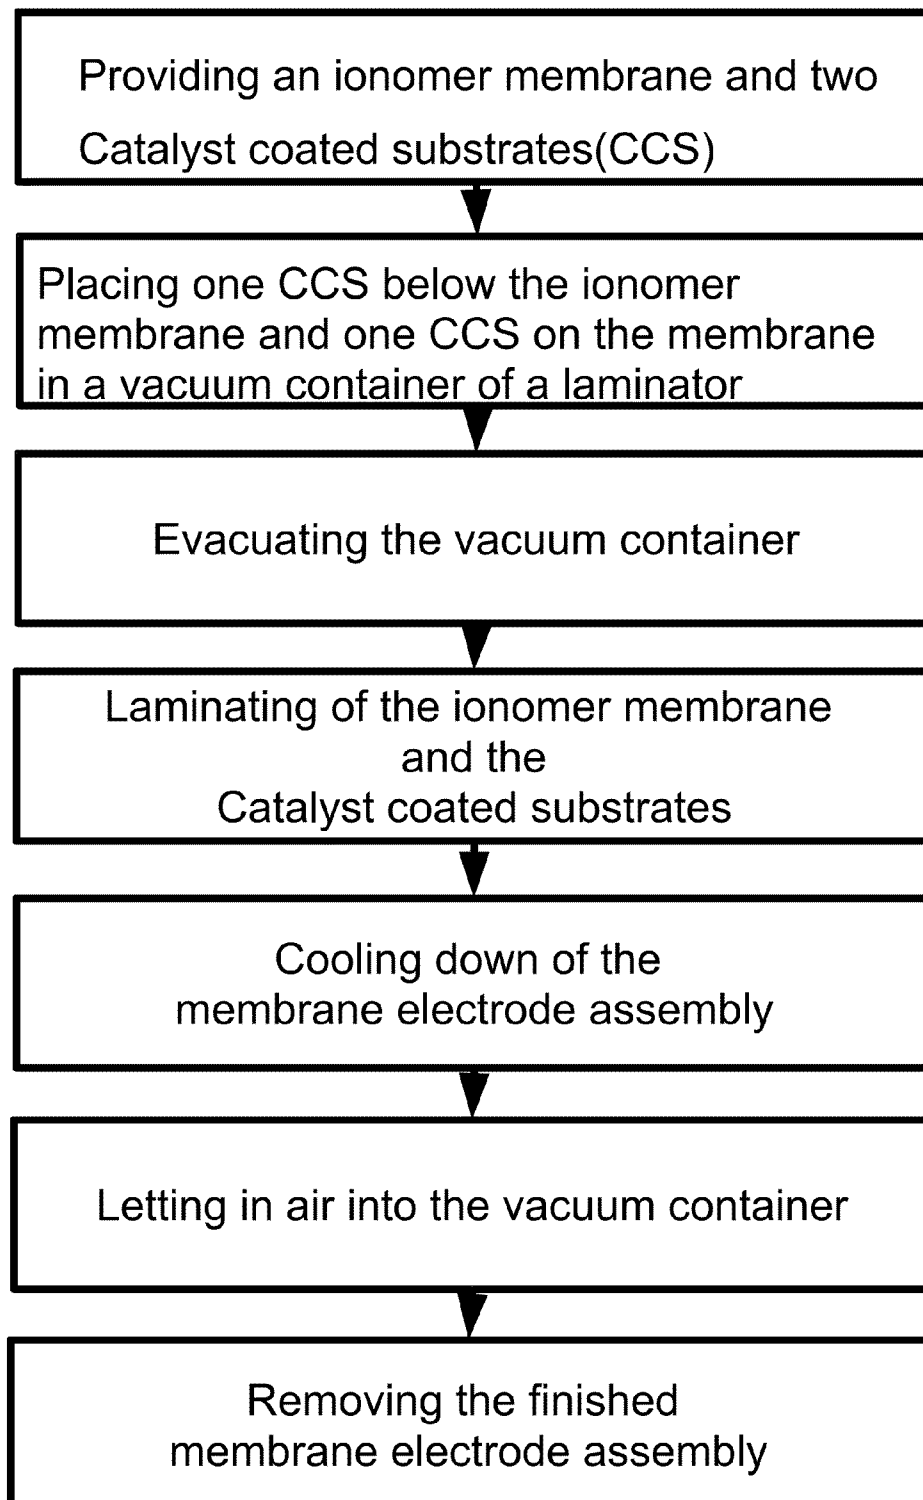 Providing an ionomer membrane and two
Catalyst coated substrates(CCS)
Placing one CCS below the ionomer
membrane and one CCS on the membrane
in a vacuum container of a laminator
Evacuating the vacuum container
Laminating of the ionomer membrane
and the
Catalyst coated substrates
Cooling down of the
membrane electrode assembly
Letting in air into the vacuum container
Removing the finished
membrane electrode assembly